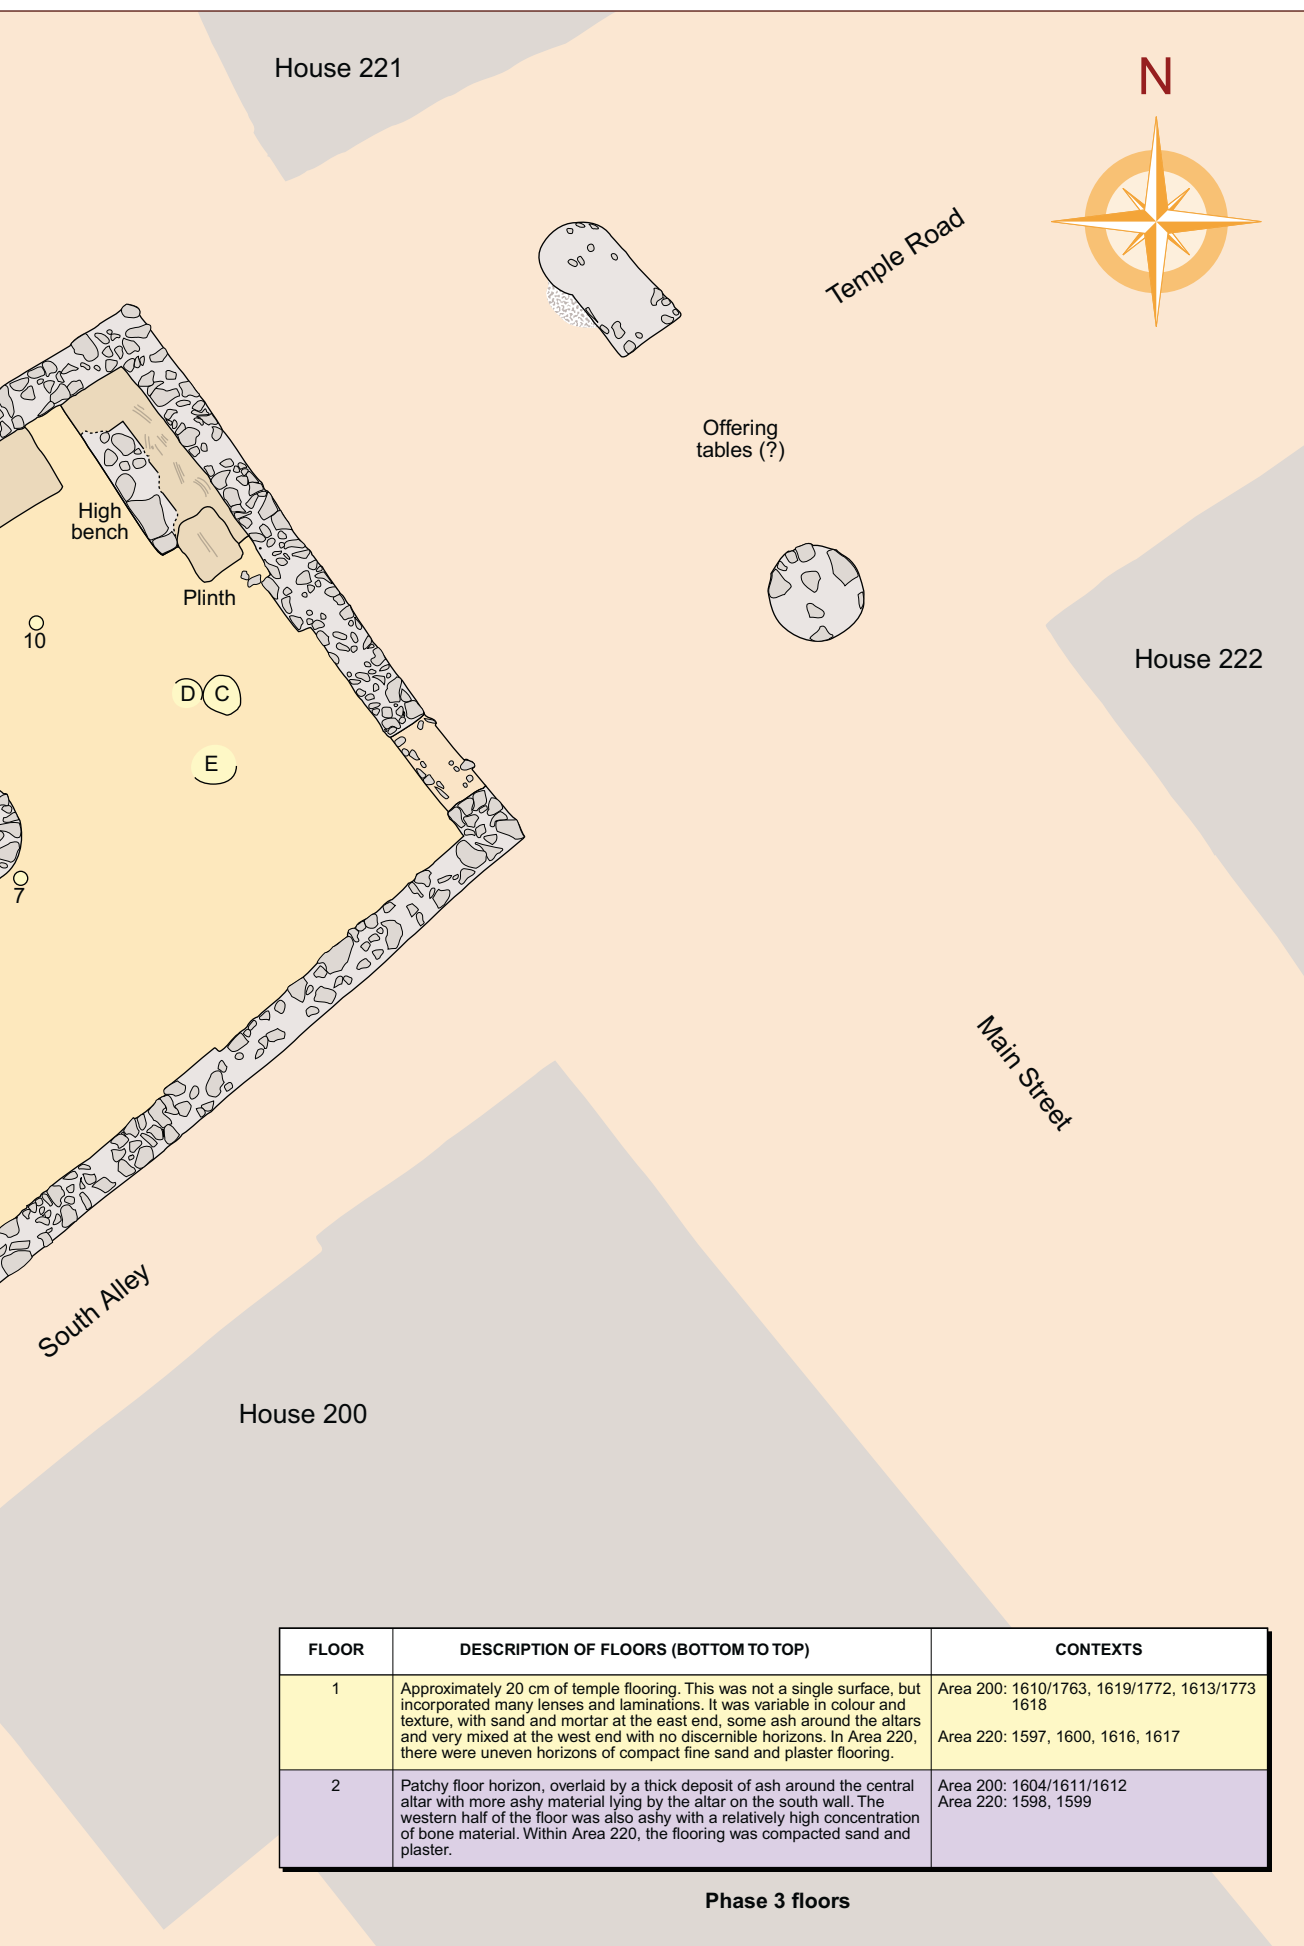 House 221
N
Temple Road
Offering
tables (?)
High
bench
Plinth
10
House 222
D
C
E
7
Main Street
South Alley
House 200
FLOOR
DESCRIPTION OF FLOORS (BOTTOM TO TOP)
CONTEXTS
1
Approximately 20 cm of temple flooring. This was not a single surface, but
incorporated many lenses and laminations. It was variable in colour and
texture, with sand and mortar at the east end, some ash around the altars
and very mixed at the west end with no discernible horizons. In Area 220,
there were uneven horizons of compact fine sand and plaster flooring.
Area 200: 1610/1763, 1619/1772, 1613/1773
1618
Area 220: 1597, 1600, 1616, 1617
2
Patchy floor horizon, overlaid by a thick deposit of ash around the central
altar with more ashy material lying by the altar on the south wall. The
western half of the floor was also ashy with a relatively high concentration
of bone material. Within Area 220, the flooring was compacted sand and
plaster.
Area 200: 1604/1611/1612
Area 220: 1598, 1599
Phase 3 floors